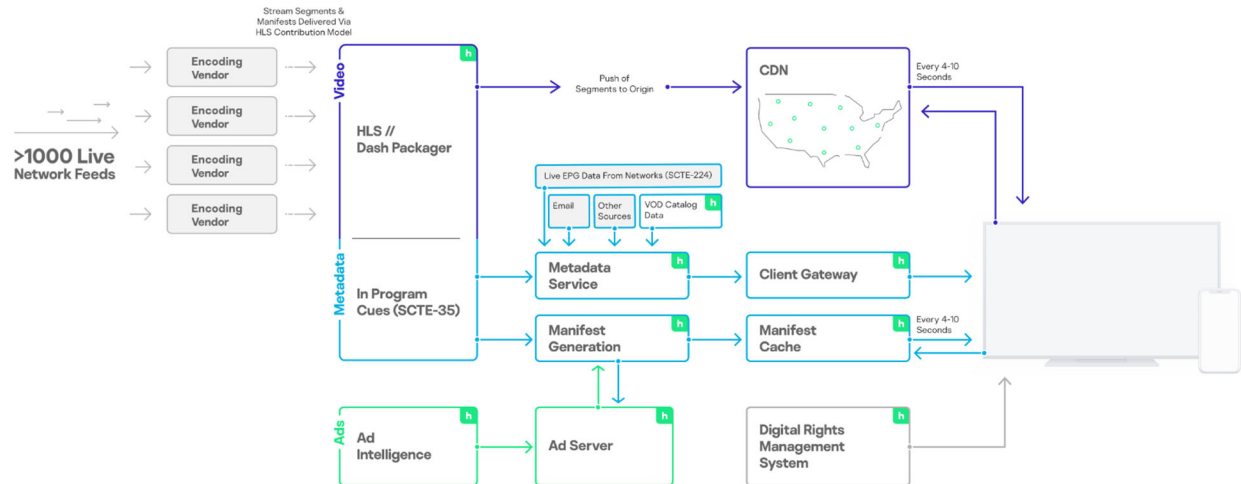 Stream Segments &
Manifests Delivered Via
HLS Contribution Model
>1000 Live
Network Feeds
Encoding
Vendor
Encoding
Vendor
Encoding
Vendor
Encoding
Vendor
Video
h
HLS //
Dash Packager
Metadata
In Program
Cues (SCTE-35)
Push of
Segments to Origin
CDN
Every 4-10
Seconds
Live EPG Data From Networks (SCTE-224)
Email
Other
Sources
VOD Catalog
Data
h
Metadata
Service
h
Client Gateway
h
Manifest
Generation
h
Manifest
Cache
h
Every 4-10
Seconds
Ads
Ad
Intelligence
h
Ad Server
h
Digital Rights
Management
System
h